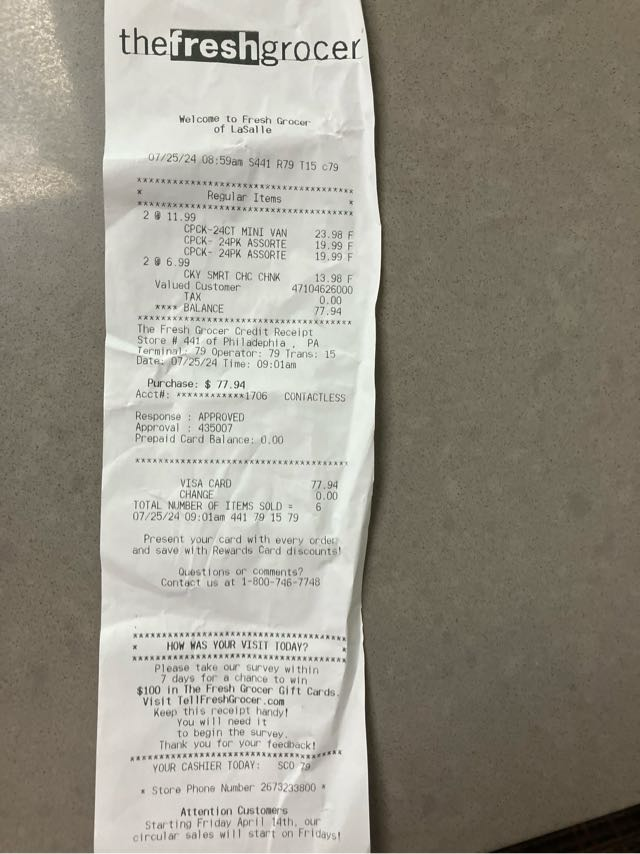 thefreshgrocer
Welcome to Fresh Grocer
of LaSalle
07/25/24 08:59am S441 R79 T15 c79
************************************
* Regular Items *
************************************
2 @ 11.99
CPCK-24CT MINI VAN 23.98 F
CPCK- 24PK ASSORTE 19.99 F
CPCK- 24PK ASSORTE 19.99 F
2 @ 6.99
CKY SMRT CHC CHNK 13.98 F
Valued Customer 47104626000
TAX 0.00
**** BALANCE 77.94
************************************
The Fresh Grocer Credit Receipt
Store # 441 of Philadephia , PA
Terminal: 79 Operator: 79 Trans: 15
Date: 07/25/24 Time: 09:01am
Purchase: $ 77.94
Acct#: ************1706 CONTACTLESS
Response : APPROVED
Approval : 435007
Prepaid Card Balance: 0.00
************************************
VISA CARD 77.94
CHANGE 0.00
TOTAL NUMBER OF ITEMS SOLD = 6
07/25/24 09:01am 441 79 15 79
Present your card with every order
and save with Rewards Card discounts!
Questions or comments?
Contact us at 1-800-746-7748
************************************
* HOW WAS YOUR VISIT TODAY? *
************************************
Please take our survey within
7 days for a chance to win
$100 in The Fresh Grocer Gift Cards.
Visit TellFreshGrocer.com
Keep this receipt handy!
You will need it
to begin the survey.
Thank you for your feedback!
************************************
YOUR CASHIER TODAY: SCO 79
* Store Phone Number 2673233800 *
Attention Customers
Starting Friday April 14th, our
circular sales will start on Fridays!